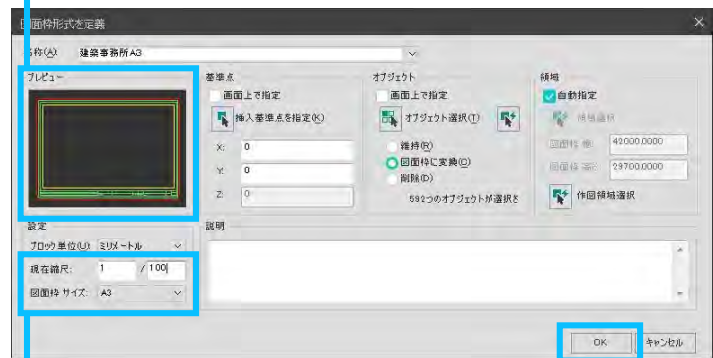 図面枠形式を定義
名称(A): 建築事務所A3
プレビュー
基準点
画面上で指定
挿入基準点を指定(K)
X: 0
Y: 0
Z: 0
オブジェクト
画面上で指定
オブジェクト選択(T)
維持(R)
図面枠に変換(C)
削除(D)
592つのオブジェクトが選択さ
領域
自動指定
領域選択
図面枠 幅: 42000.0000
図面枠 高さ: 29700.0000
作図領域選択
設定
ブロック単位(U): ミリメートル
現在縮尺: 1 / 100
図面枠 サイズ: A3
説明
OK
キャンセル